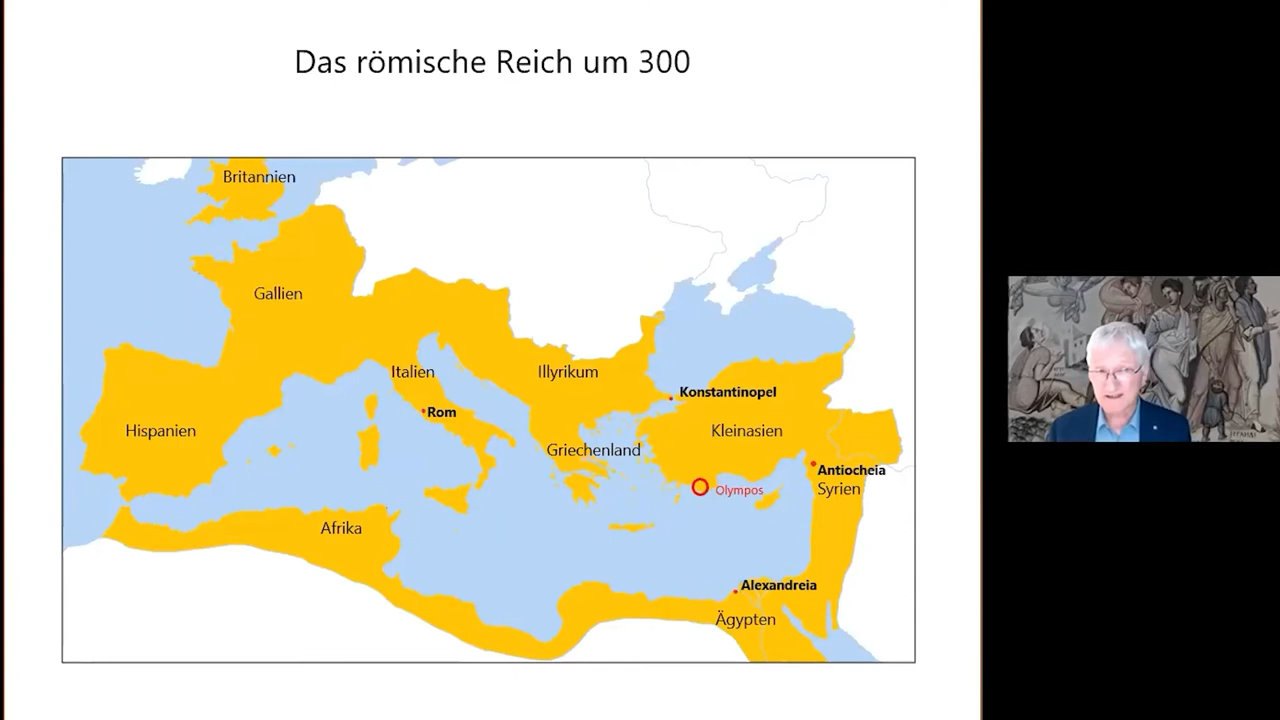 Das römische Reich um 300
Britannien
Gallien
Italien
Illyrikum
Konstantinopel
Rom
Hispanien
Kleinasien
Griechenland
Antiocheia
Syrien
Olympos
Afrika
Alexandreia
Ägypten